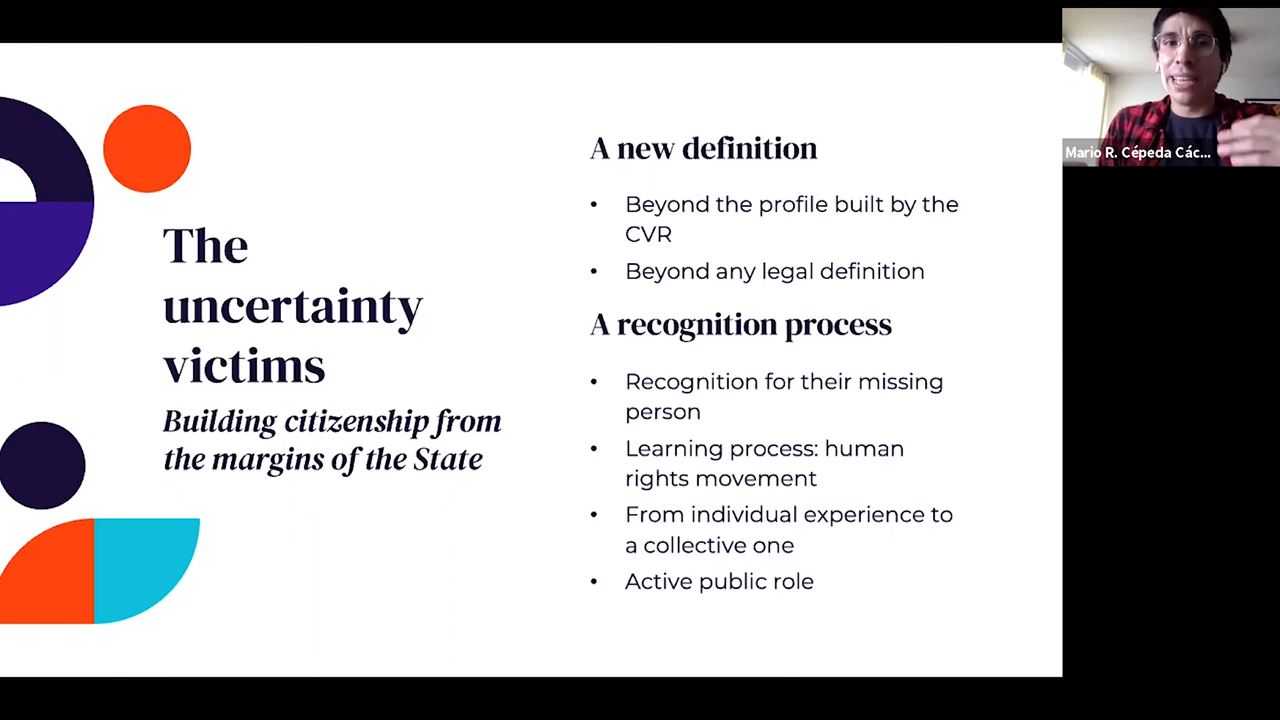 The
uncertainty
victims
Building citizenship from
the margins of the State
A new definition
• Beyond the profile built by the
CVR
• Beyond any legal definition
A recognition process
• Recognition for their missing
person
• Learning process: human
rights movement
• From individual experience to
a collective one
• Active public role
Mario R. Cépeda Các...